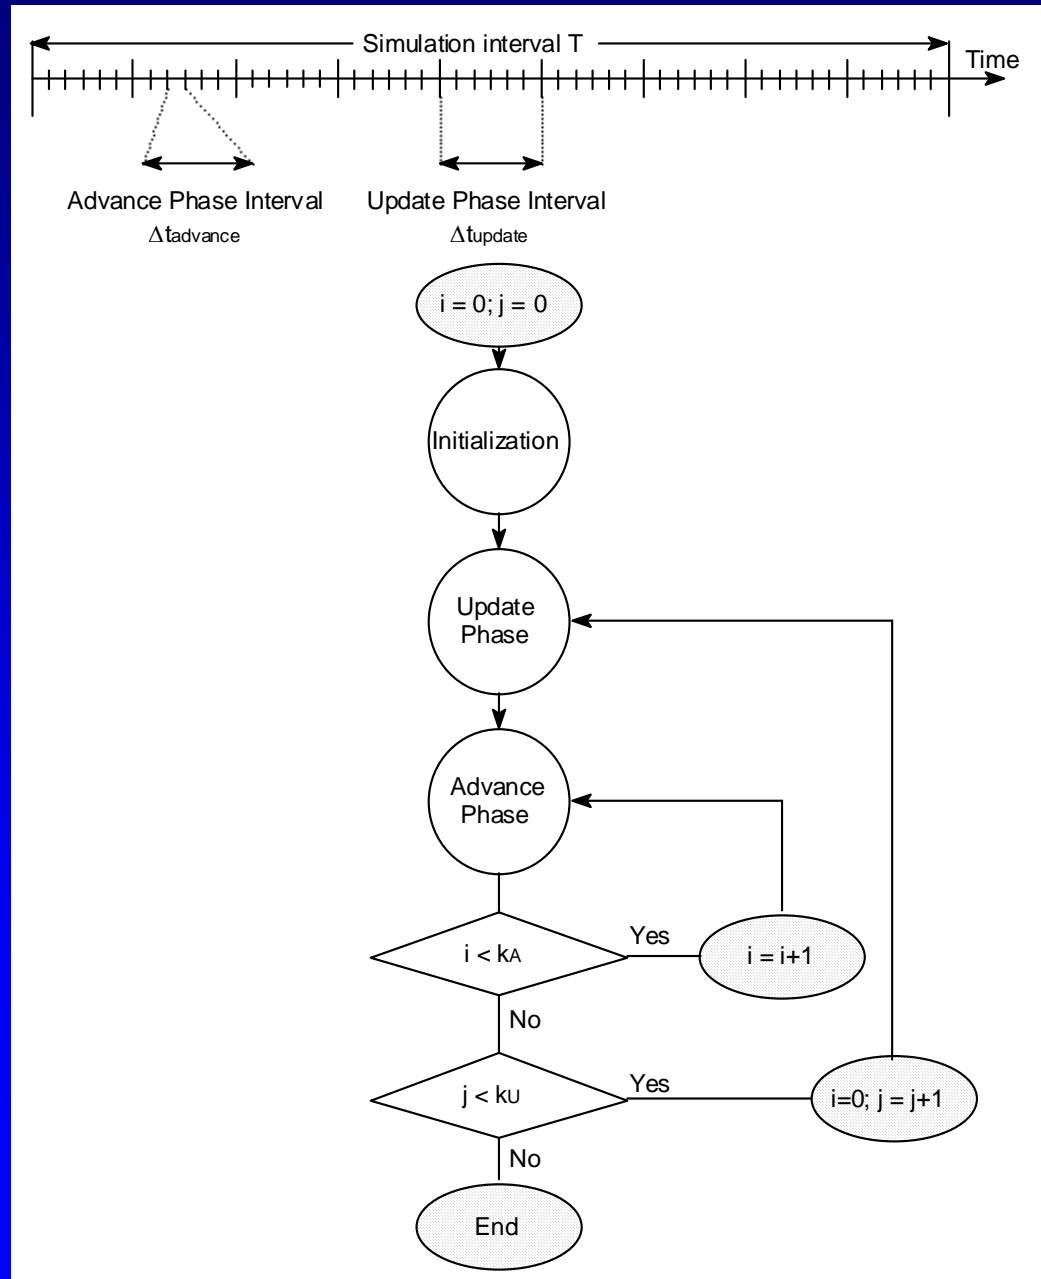 Simulation interval T
Time
Advance Phase Interval
Δtadvance
Update Phase Interval
Δtupdate
i = 0; j = 0
Initialization
Update
Phase
Advance
Phase
i < kA
Yes
i = i+1
No
j < kU
Yes
i=0; j = j+1
No
End